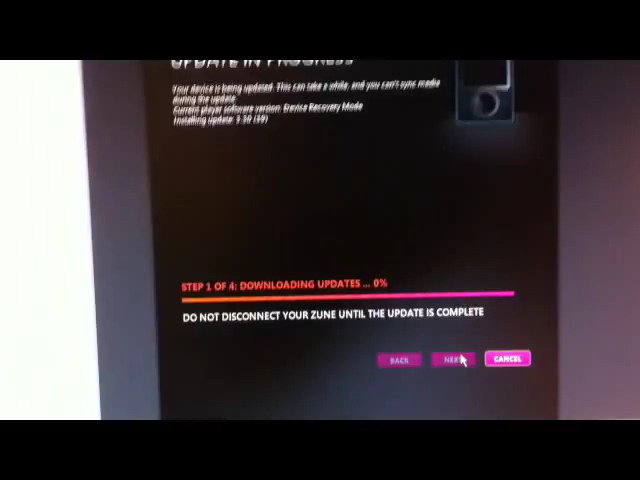 UPDATE IN PROGRESS
Your device is being updated. This can take a while, and you can't sync media
during the update.
Current player software version: Device Recovery Mode
Installing update: 3.30 (39)
STEP 1 OF 4: DOWNLOADING UPDATES ... 0%
DO NOT DISCONNECT YOUR ZUNE UNTIL THE UPDATE IS COMPLETE
BACK NEXT CANCEL